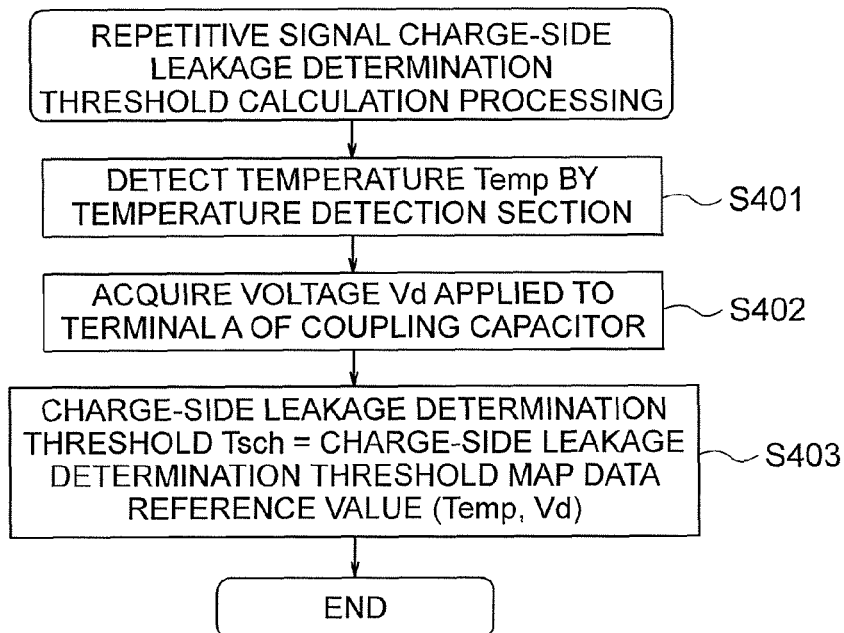 REPETITIVE SIGNAL CHARGE-SIDE
LEAKAGE DETERMINATION
THRESHOLD CALCULATION PROCESSING
DETECT TEMPERATURE Temp BY
TEMPERATURE DETECTION SECTION
S401
ACQUIRE VOLTAGE Vd APPLIED TO
TERMINAL A OF COUPLING CAPACITOR
S402
CHARGE-SIDE LEAKAGE DETERMINATION
THRESHOLD Tsch = CHARGE-SIDE LEAKAGE
DETERMINATION THRESHOLD MAP DATA
REFERENCE VALUE (Temp, Vd)
S403
END